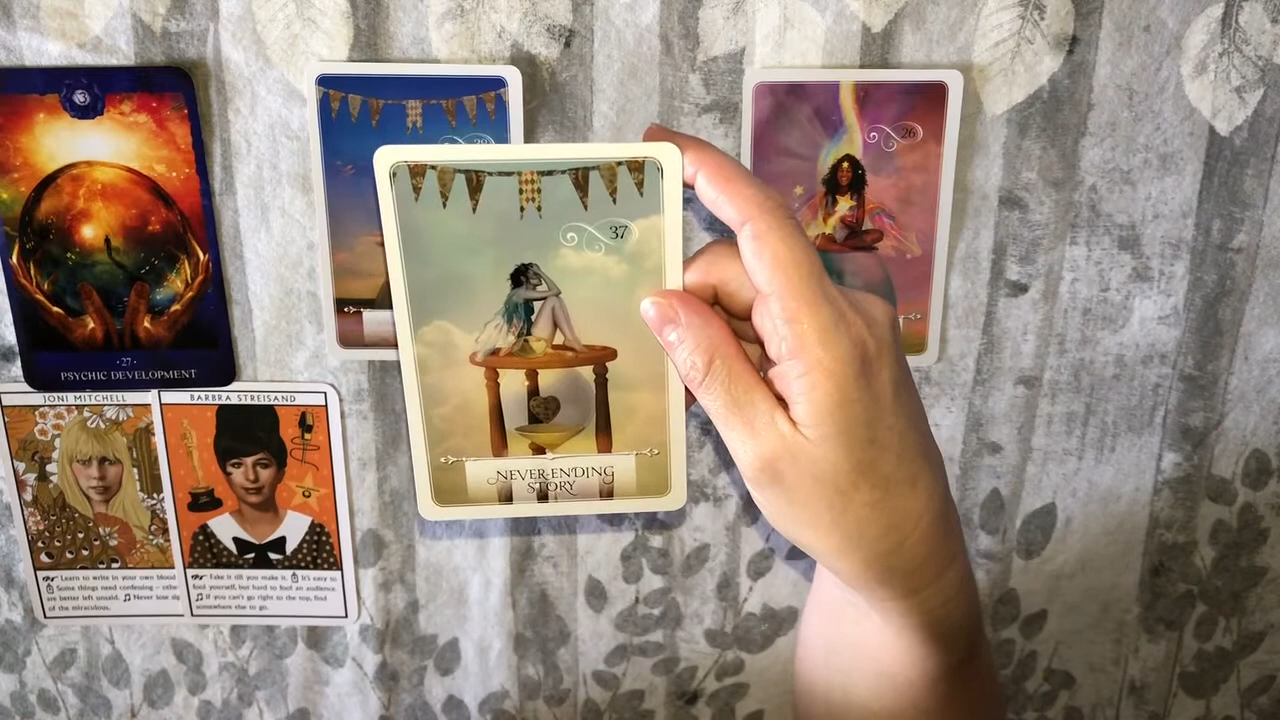 27
PSYCHIC DEVELOPMENT
26
37
NEVER-ENDING
STORY
JONI MITCHELL
Learn to write in your own blood
Some things need confessing – othe
are better left unsaid. Never lose sig
of the miraculous.
BARBRA STREISAND
Fake it till you make it. It's easy to
fool yourself, but hard to fool an audience.
If you can't go right to the top, find
somewhere else to go.